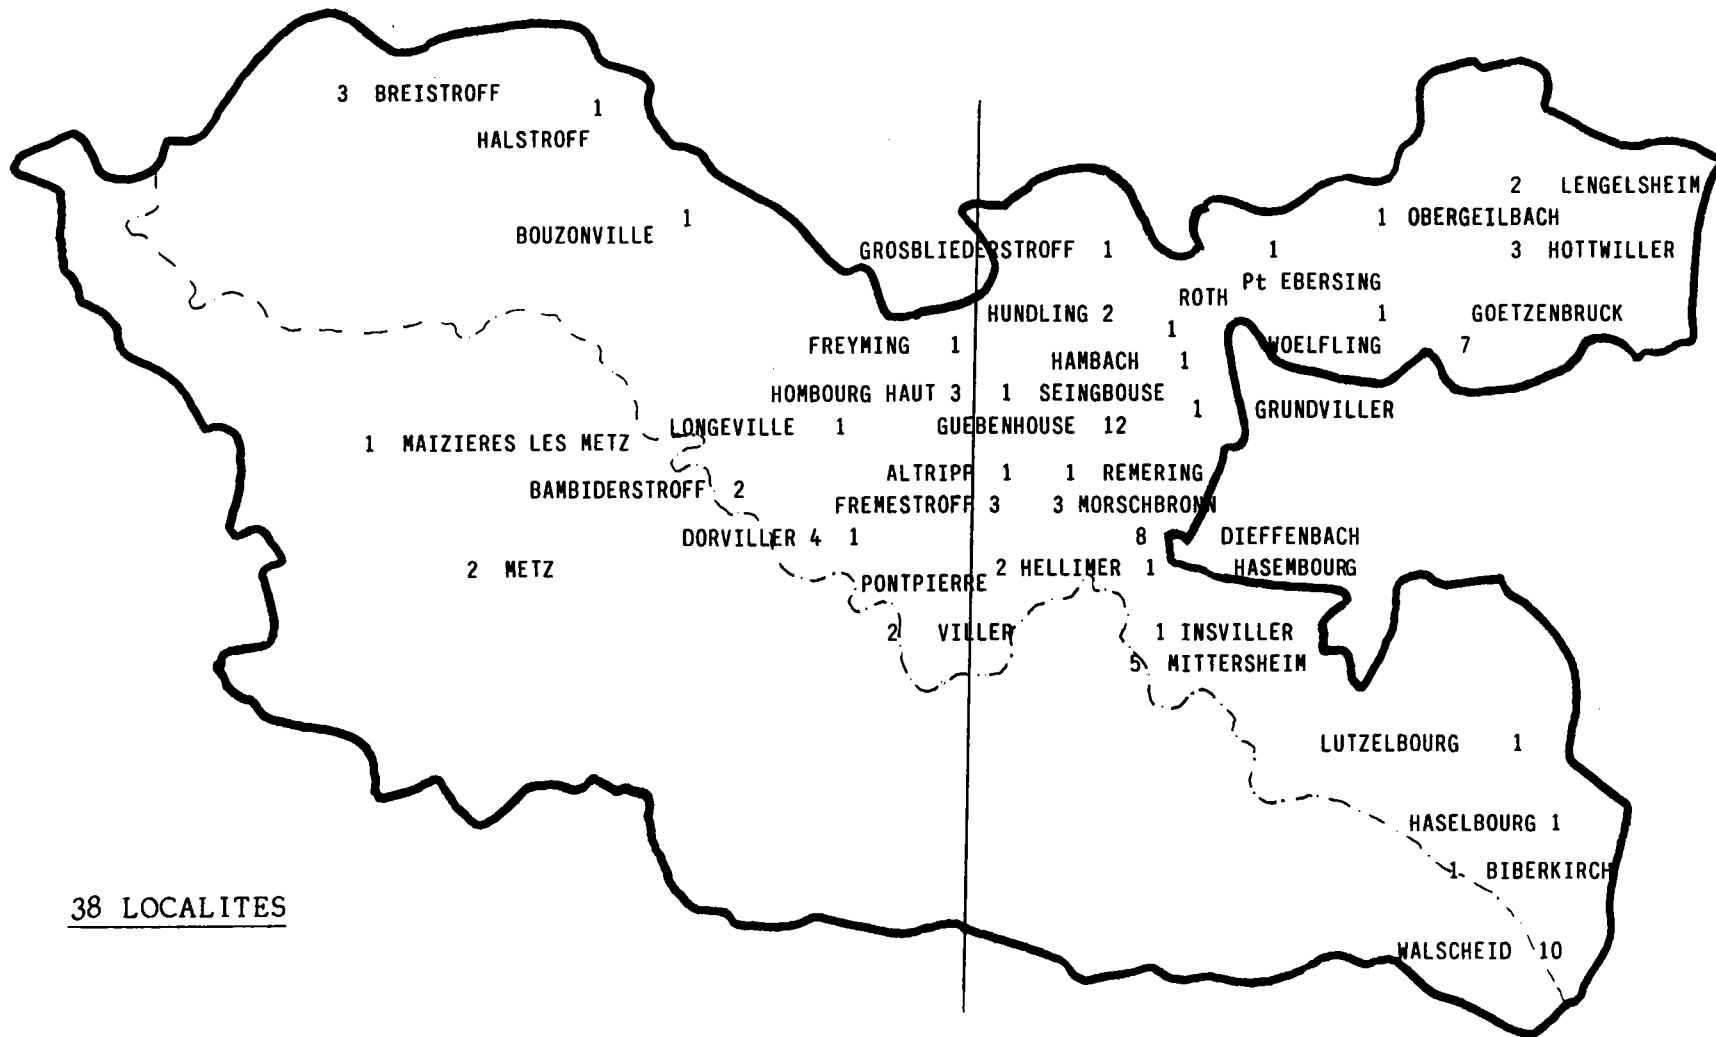 3 BREISTROFF
1
HALSTROFF
2 LENGELSHEIM
1 OBERGEILBACH
BOUZONVILLE 1
GROSBLIEDERSTROFF 1
1
3 HOTTWILLER
Pt EBERSING
ROTH
HUNDLING 2
1
1
GOETZENBRUCK
FREYMING 1
WOELFLING
7
HAMBACH 1
HOMBOURG HAUT 3
1 SEINGBOUSE
1 GRUNDVILLER
LONGEVILLE 1
GUEBENHOUSE 12
1 MAIZIERES LES METZ
ALTRIPP 1
1 REMERING
BAMBIDERSTROFF 2
FREMESTROFF 3
3 MORSCHBRONN
DORVILLER 4
1
8 DIEFFENBACH
2 METZ
PONTPIERRE
2 HELLIMER
1 HASEMBOURG
2 VILLER
1 INSVILLER
5 MITTERSHEIM
LUTZELBOURG 1
HASELBOURG 1
1 BIBERKIRCH
38 LOCALITES
WALSCHEID 10